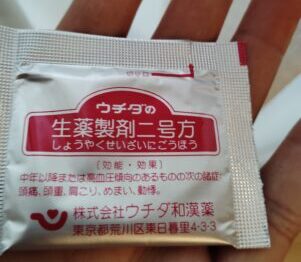 切り口
ウチダの
生薬製剤二号方
しょうやくせいざいにごうほう
〔効能・効果〕
中年以降または高血圧傾向のあるものの次の諸症:
頭痛、頭重、肩こり、めまい、動悸。
株式会社ウチダ和漢薬
東京都荒川区東日暮里4-3-3